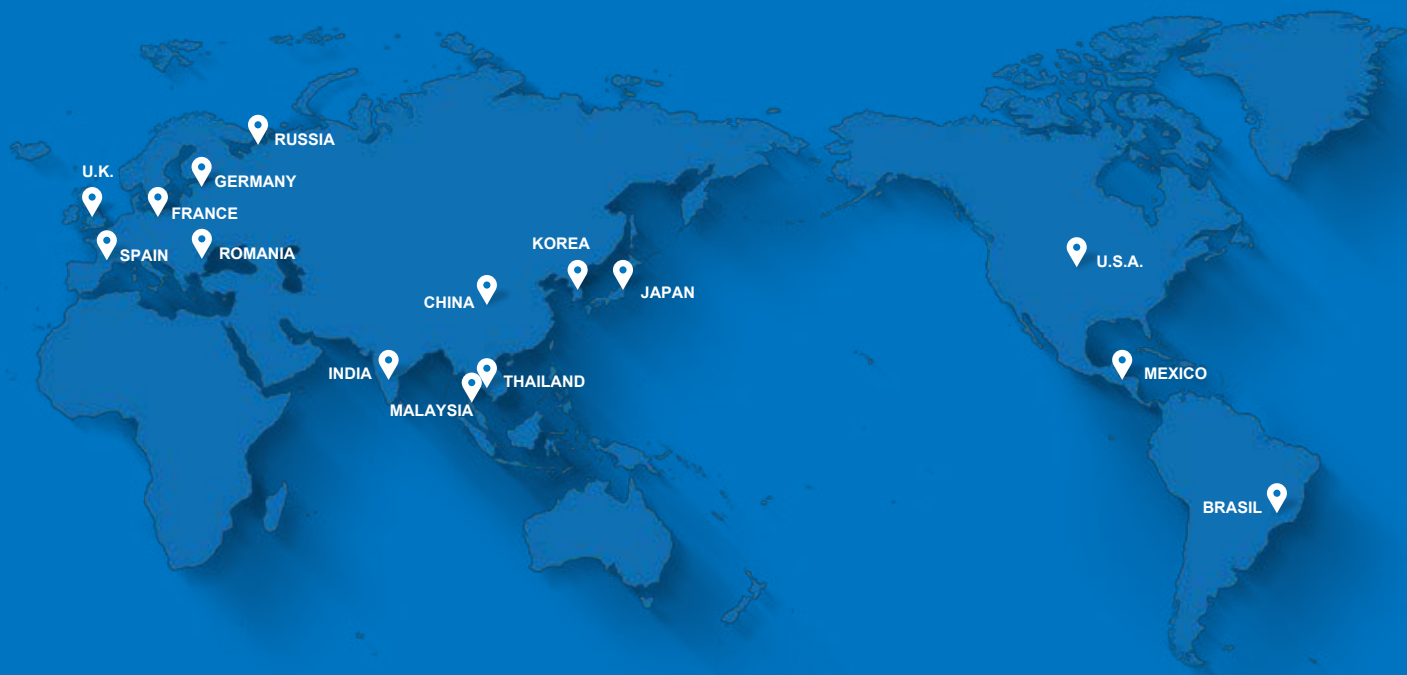 RUSSIA
U.K.
GERMANY
FRANCE
SPAIN
ROMANIA
KOREA
CHINA
JAPAN
U.S.A.
INDIA
THAILAND
MALAYSIA
MEXICO
BRASIL